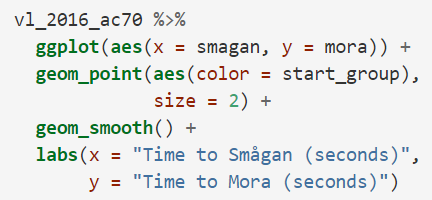 vl_2016_ac70 %>%
  ggplot(aes(x = smagan, y = mora)) +
  geom_point(aes(color = start_group),
             size = 2) +
  geom_smooth() +
  labs(x = "Time to Smågan (seconds)",
       y = "Time to Mora (seconds)")